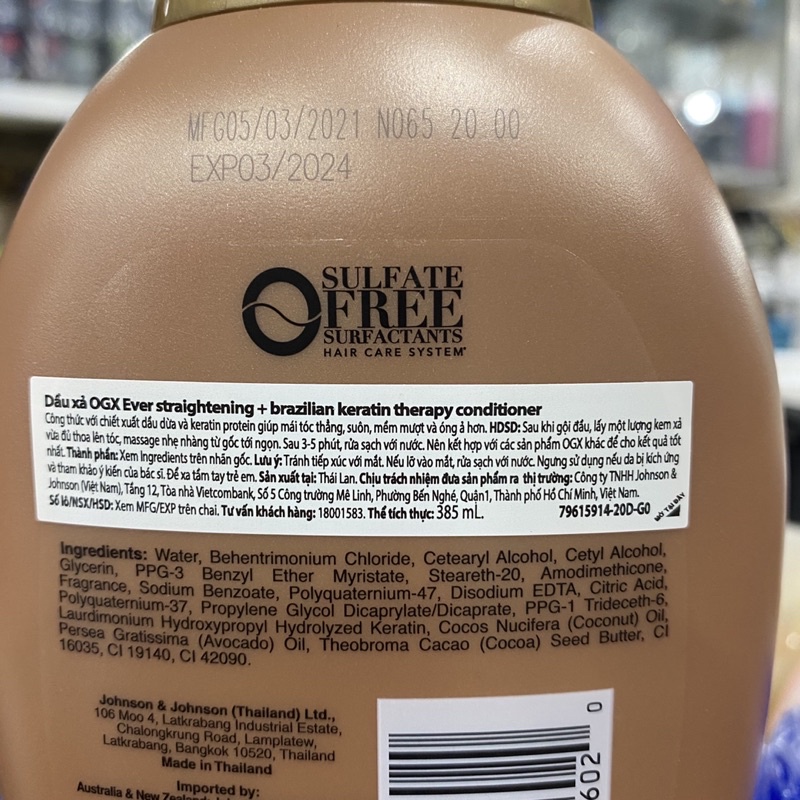 MFG05/03/2021 N065 20 00
EXP03/2024
SULFATE
FREE
SURFACTANTS
HAIR CARE SYSTEM
Dầu xả OGX Ever straightening + brazilian keratin therapy conditioner
Công thức với chiết xuất dầu dừa và keratin protein giúp mái tóc thẳng, suôn, mềm mượt và óng ả hơn. HDSD: Sau khi gội đầu, lấy một lượng kem xả
vừa đủ thoa lên tóc, massage nhẹ nhàng từ gốc tới ngọn. Sau 3-5 phút, rửa sạch với nước. Nên kết hợp với các sản phẩm OGX khác để cho kết quả tốt
nhất. Thành phần: Xem Ingredients trên nhãn gốc. Lưu ý: Tránh tiếp xúc với mắt. Nếu lỡ vào mắt, rửa sạch với nước. Ngưng sử dụng nếu da bị kích ứng
và tham khảo ý kiến của bác sĩ. Để xa tầm tay trẻ em. Sản xuất tại: Thái Lan. Chịu trách nhiệm đưa sản phẩm ra thị trường: Công ty TNHH Johnson &
Johnson (Việt Nam), Tầng 12, Tòa nhà Vietcombank, Số 5 Công trường Mê Linh, Phường Bến Nghé, Quận1, Thành phố Hồ Chí Minh, Việt Nam.
Số lô/NSX/HSD: Xem MFG/EXP trên chai. Tư vấn khách hàng: 18001583. Thể tích thực: 385 mL. 79615914-20D-G0
MỞ TẠI ĐÂY
Ingredients: Water, Behentrimonium Chloride, Cetearyl Alcohol, Cetyl Alcohol,
Glycerin, PPG-3 Benzyl Ether Myristate, Steareth-20, Amodimethicone,
Fragrance, Sodium Benzoate, Polyquaternium-47, Disodium EDTA, Citric Acid,
Polyquaternium-37, Propylene Glycol Dicaprylate/Dicaprate, PPG-1 Trideceth-6,
Laurdimonium Hydroxypropyl Hydrolyzed Keratin, Cocos Nucifera (Coconut) Oil,
Persea Gratissima (Avocado) Oil, Theobroma Cacao (Cocoa) Seed Butter, CI
16035, CI 19140, CI 42090.
Johnson & Johnson (Thailand) Ltd.,
106 Moo 4, Latkrabang Industrial Estate,
Chalongkrung Road, Lamplatew,
Latkrabang, Bangkok 10520, Thailand
Made in Thailand
Imported by:
Australia & New Zealand:
602 0